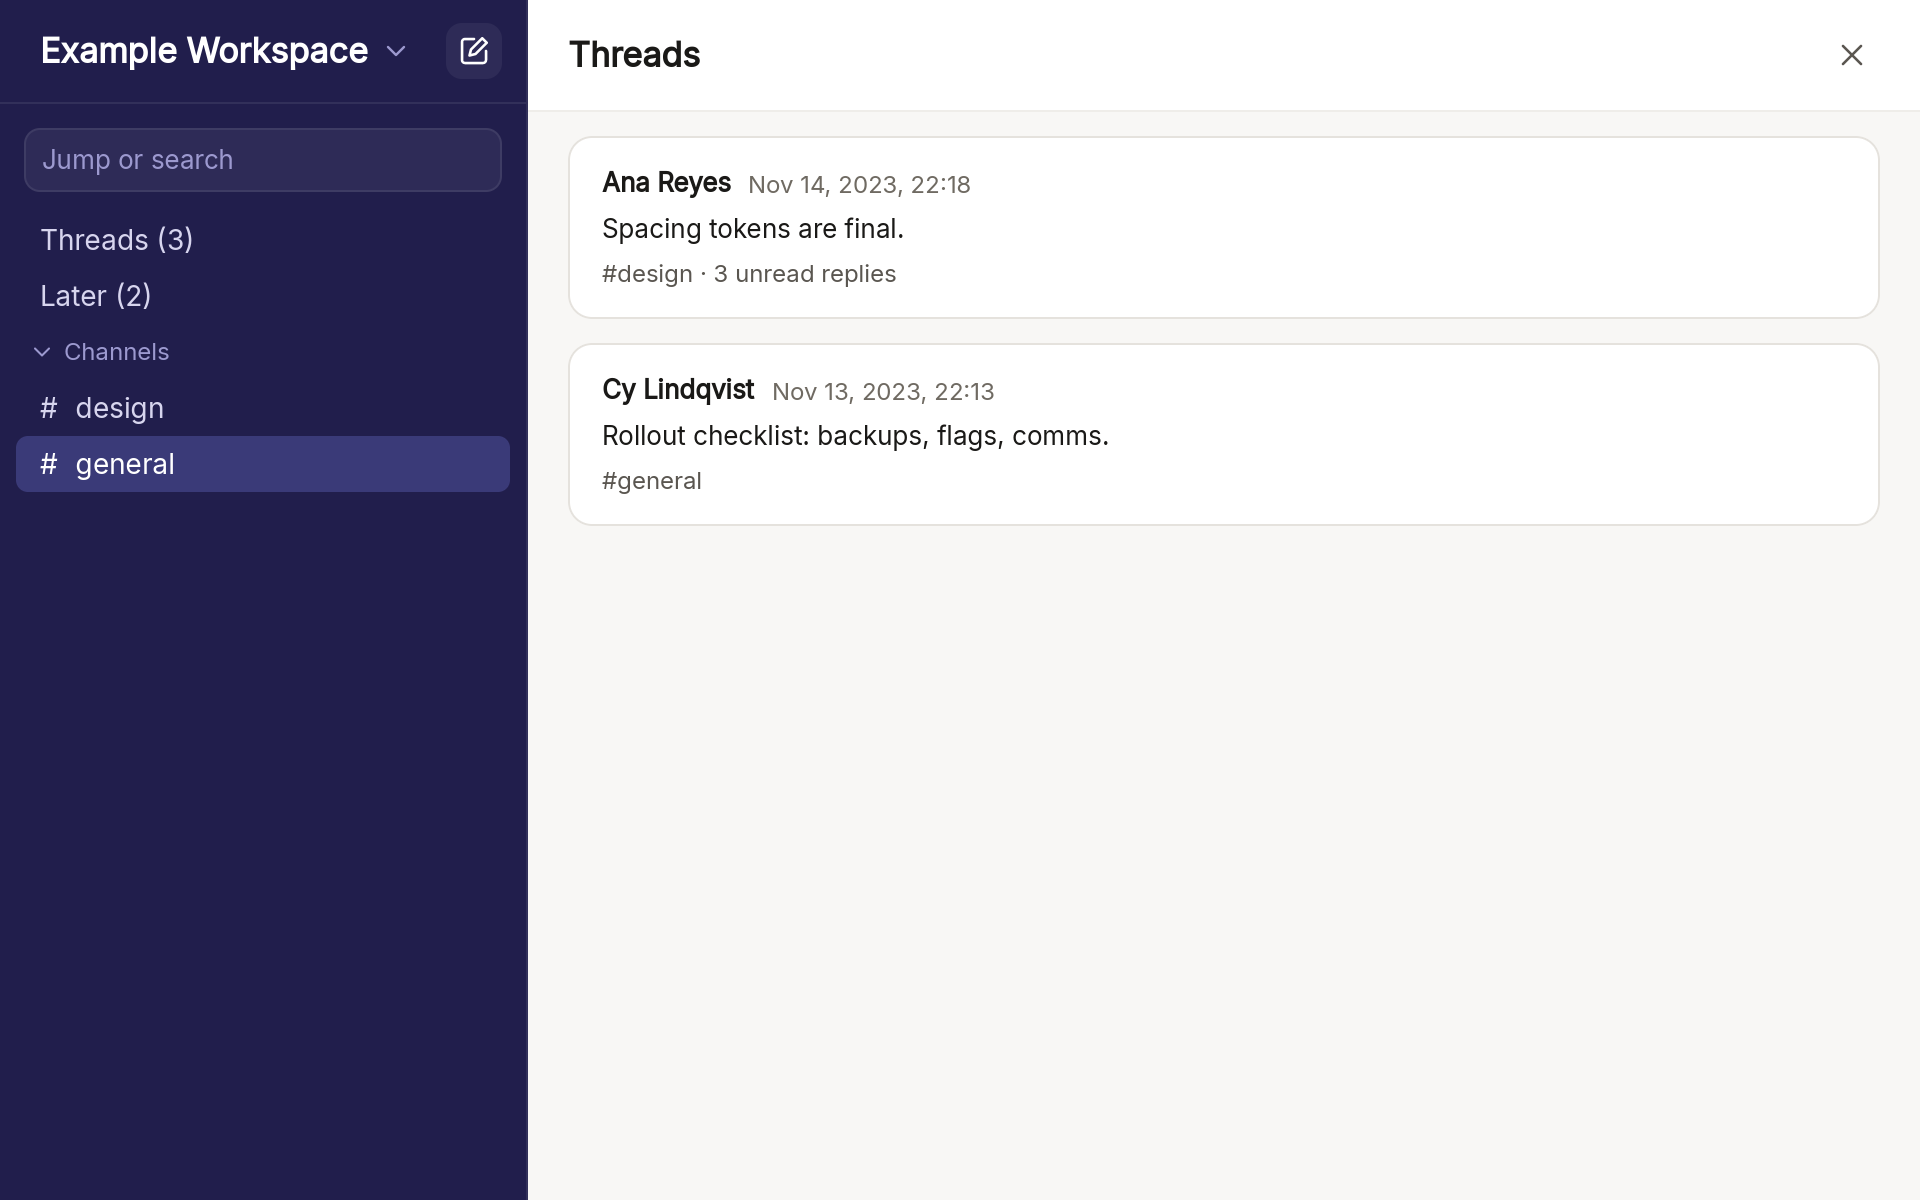 Example Workspace
Jump or search
Threads (3)
Later (2)
Channels
# design
# general
Threads
Ana Reyes Nov 14, 2023, 22:18
Spacing tokens are final.
#design · 3 unread replies
Cy Lindqvist Nov 13, 2023, 22:13
Rollout checklist: backups, flags, comms.
#general